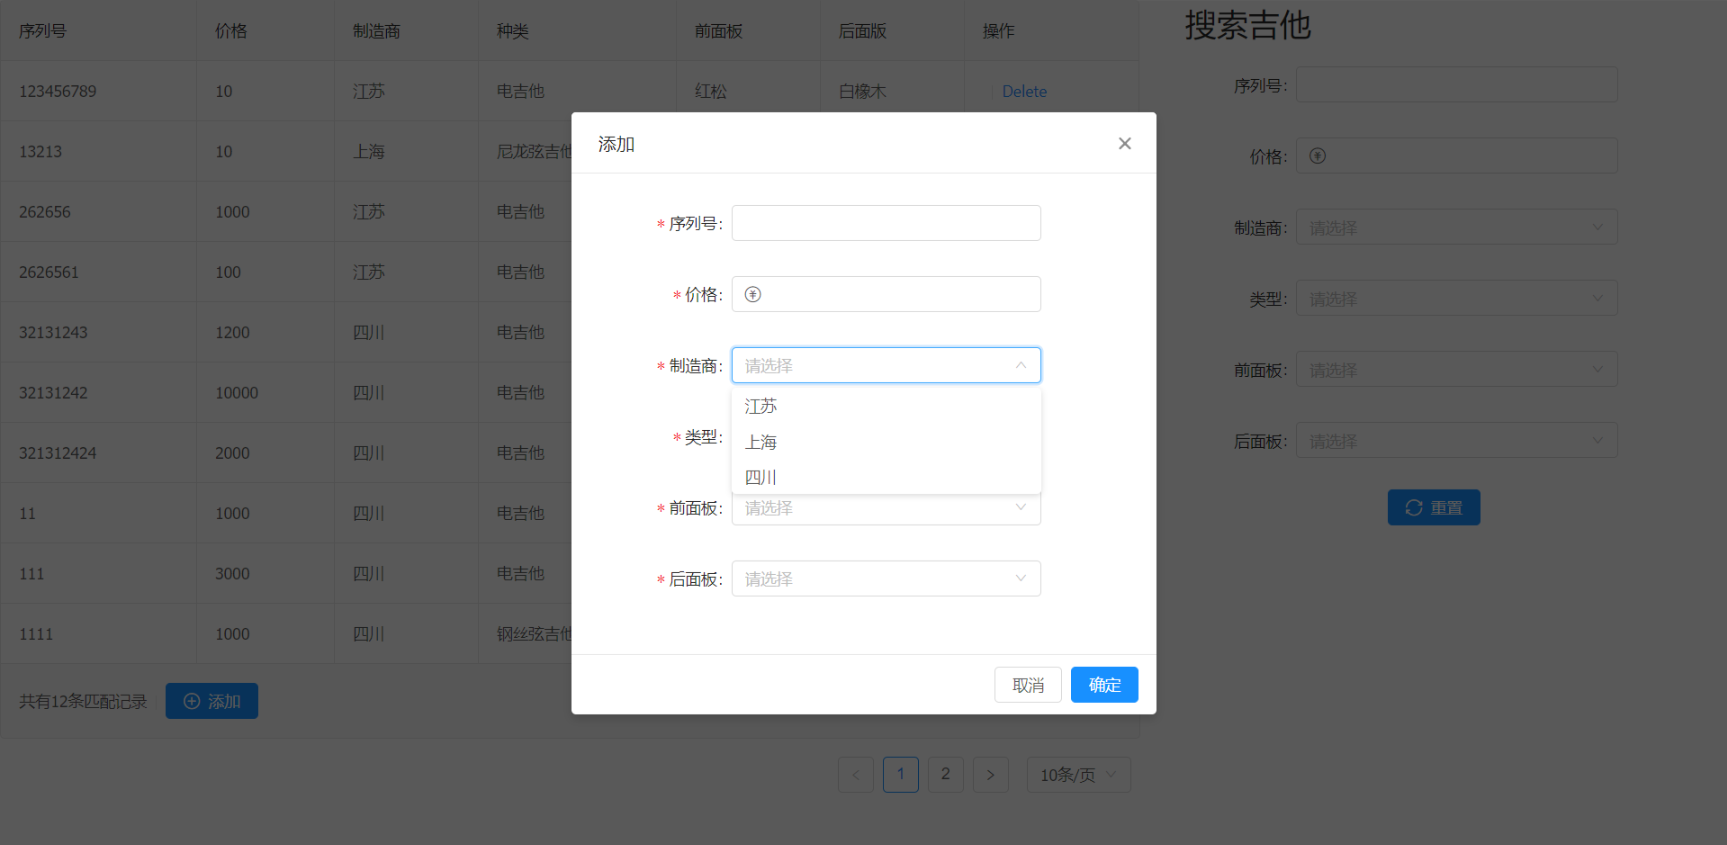 序列号 价格 制造商 种类 前面板 后面版 操作
123456789 10 江苏 电吉他 红松 白橡木 Delete
13213 10 上海 尼龙弦吉他
262656 1000 江苏 电吉他
2626561 100 江苏 电吉他
32131243 1200 四川 电吉他
32131242 10000 四川 电吉他
321312424 2000 四川 电吉他
11 1000 四川 电吉他
111 3000 四川 电吉他
1111 1000 四川 钢丝弦吉他
共有12条匹配记录 添加
< 1 2 > 10条/页
添加
* 序列号:
* 价格:
* 制造商: 请选择
江苏
上海
四川
* 类型:
* 前面板: 请选择
* 后面板: 请选择
取消 确定
搜索吉他
序列号:
价格:
制造商: 请选择
类型: 请选择
前面板: 请选择
后面板: 请选择
重置